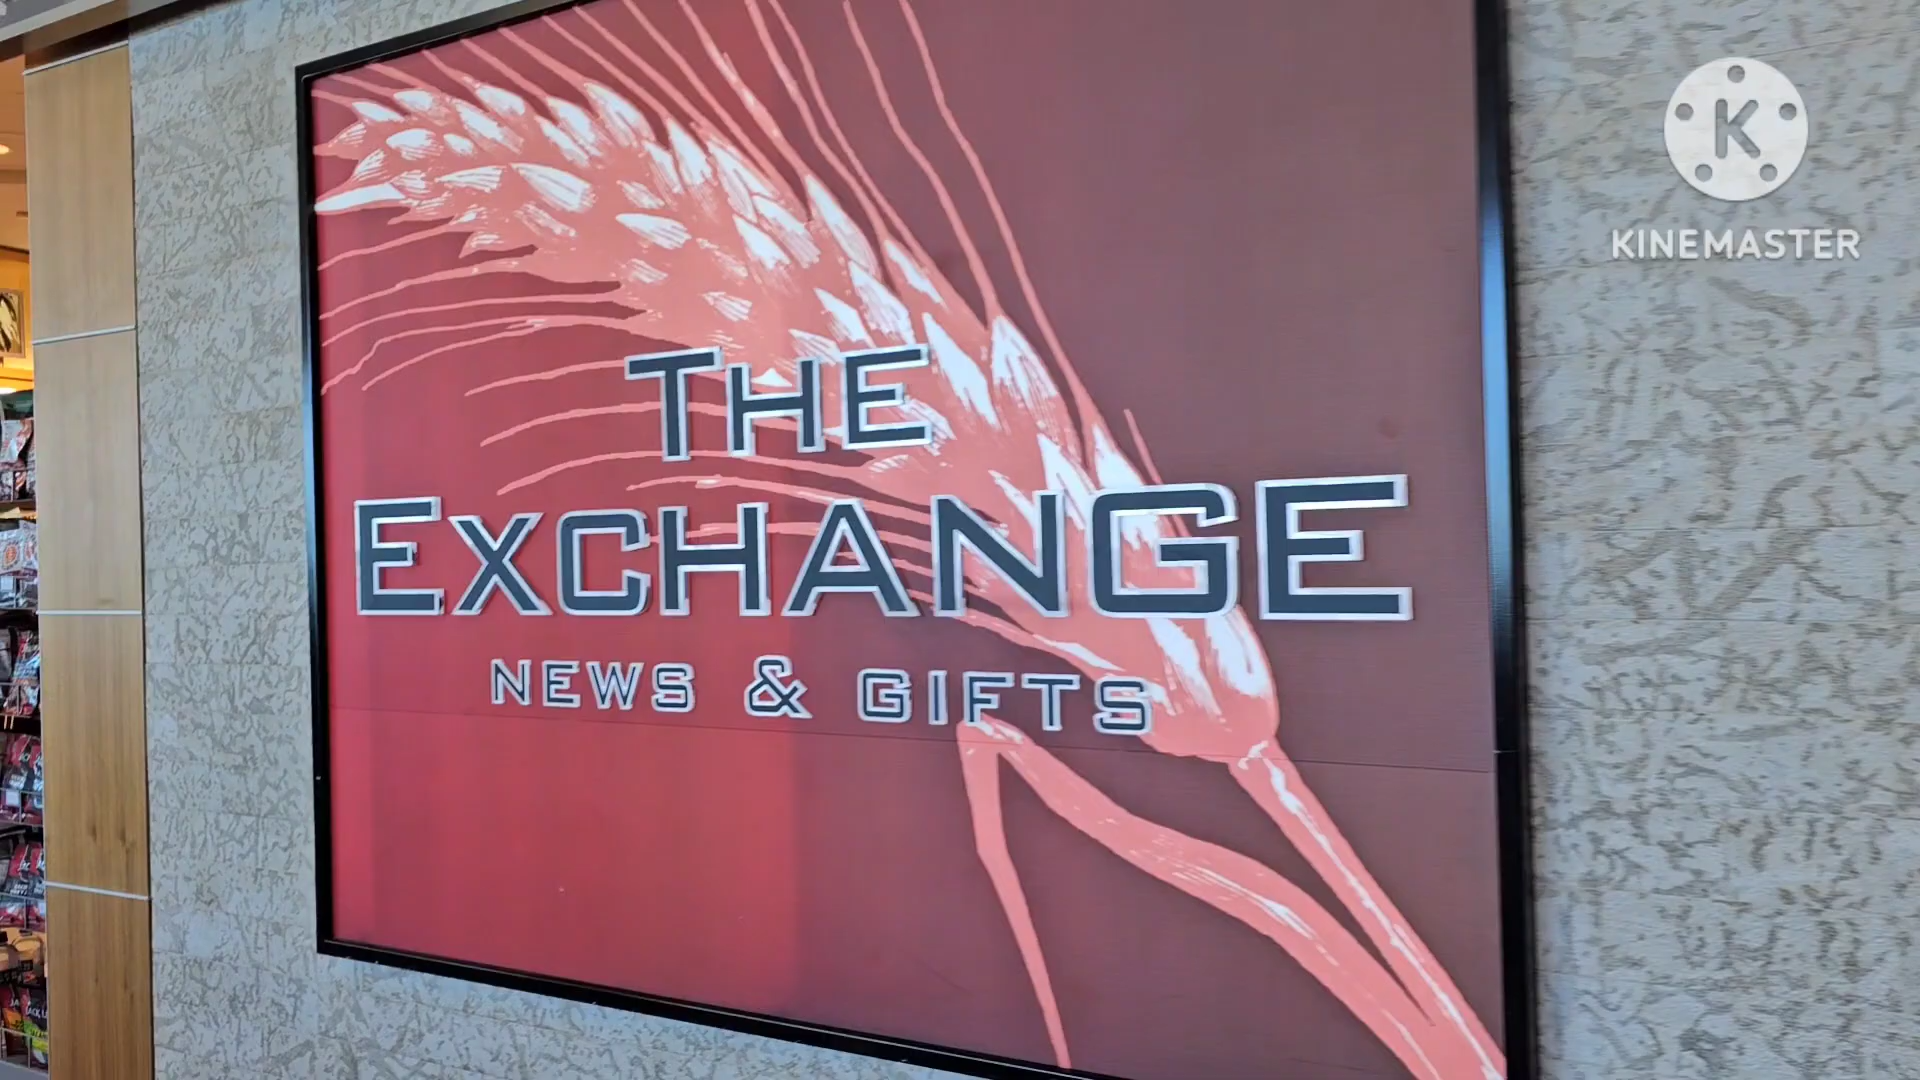 THE
EXCHANGE
NEWS & GIFTS
K
KINEMASTER